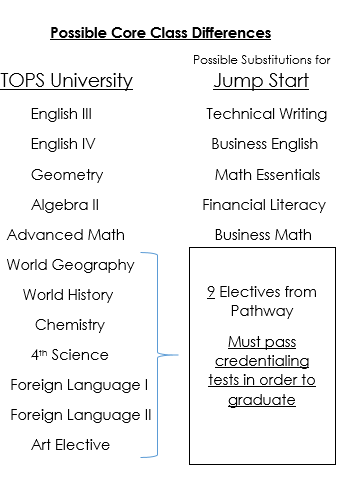 Possible Core Class Differences
Possible Substitutions for
TOPS University Jump Start
English III Technical Writing
English IV Business English
Geometry Math Essentials
Algebra II Financial Literacy
Advanced Math Business Math
World Geography
World History
Chemistry
4th Science
Foreign Language I
Foreign Language II
Art Elective
9 Electives from
Pathway
Must pass
credentialing
tests in order to
graduate